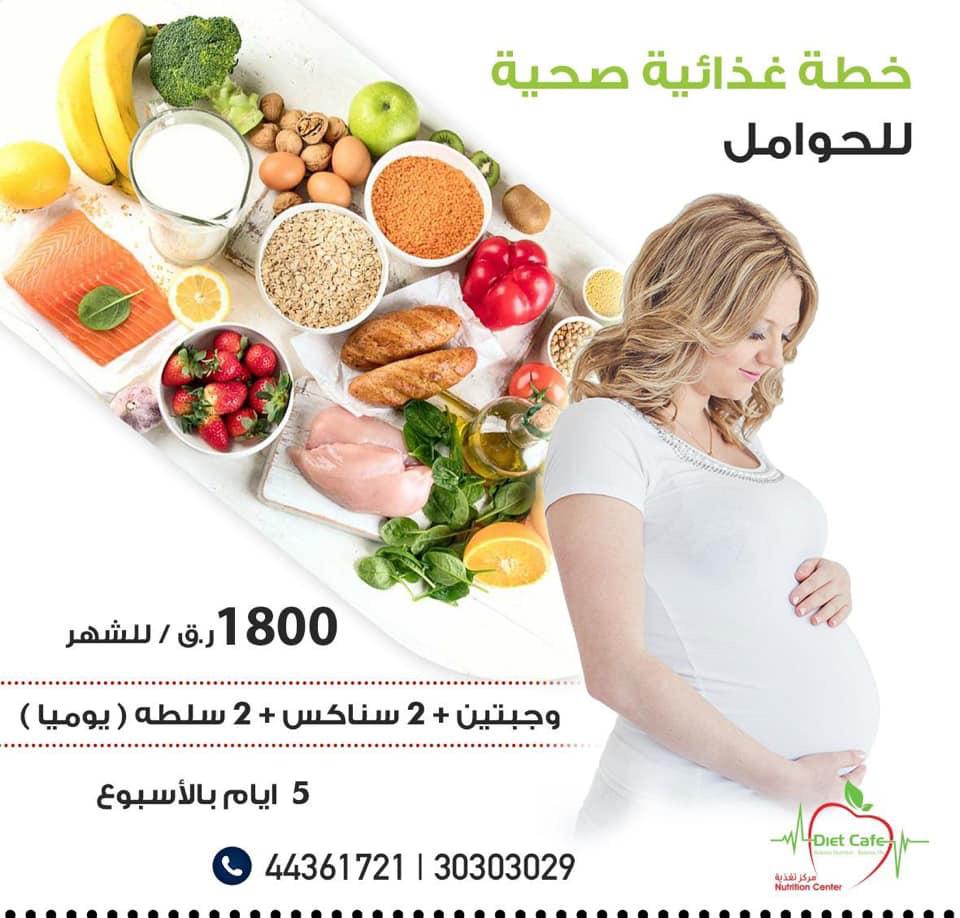 خطة غذائية صحية
للحوامل
1800 ر.ق / للشهر
وجبتين + 2 سناكس + 2 سلطه ( يوميا )
5 ايام بالأسبوع
44361721 | 30303029
Diet Cafe
مركز تغذية
Nutrition Center